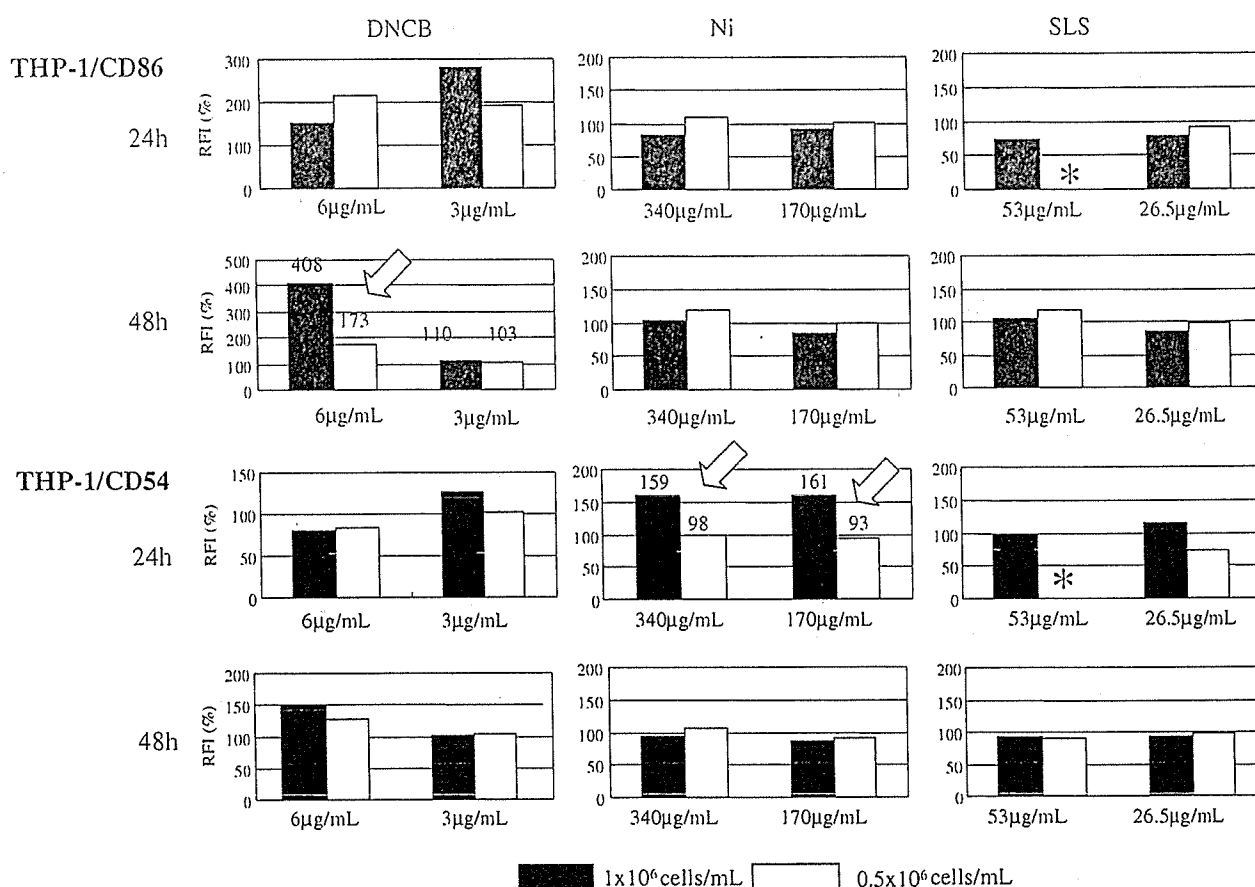 DNCB Ni SLS
THP-1/CD86
24h
RFI (%)
300
200
100
0
6µg/mL 3µg/mL
200
150
100
50
0
340µg/mL 170µg/mL
200
150
100
50
0
*
53µg/mL 26.5µg/mL
48h
RFI (%)
500
400
300
200
100
0
408
173
110 103
6µg/mL 3µg/mL
200
150
100
50
0
340µg/mL 170µg/mL
200
150
100
50
0
53µg/mL 26.5µg/mL
THP-1/CD54
24h
RFI (%)
150
100
50
0
6µg/mL 3µg/mL
200
150
100
50
0
159
98
161
93
340µg/mL 170µg/mL
200
150
100
50
0
*
53µg/mL 26.5µg/mL
48h
RFI (%)
200
150
100
50
0
6µg/mL 3µg/mL
200
150
100
50
0
340µg/mL 170µg/mL
200
150
100
50
0
53µg/mL 26.5µg/mL
1x10⁶cells/mL 0.5x10⁶cells/mL